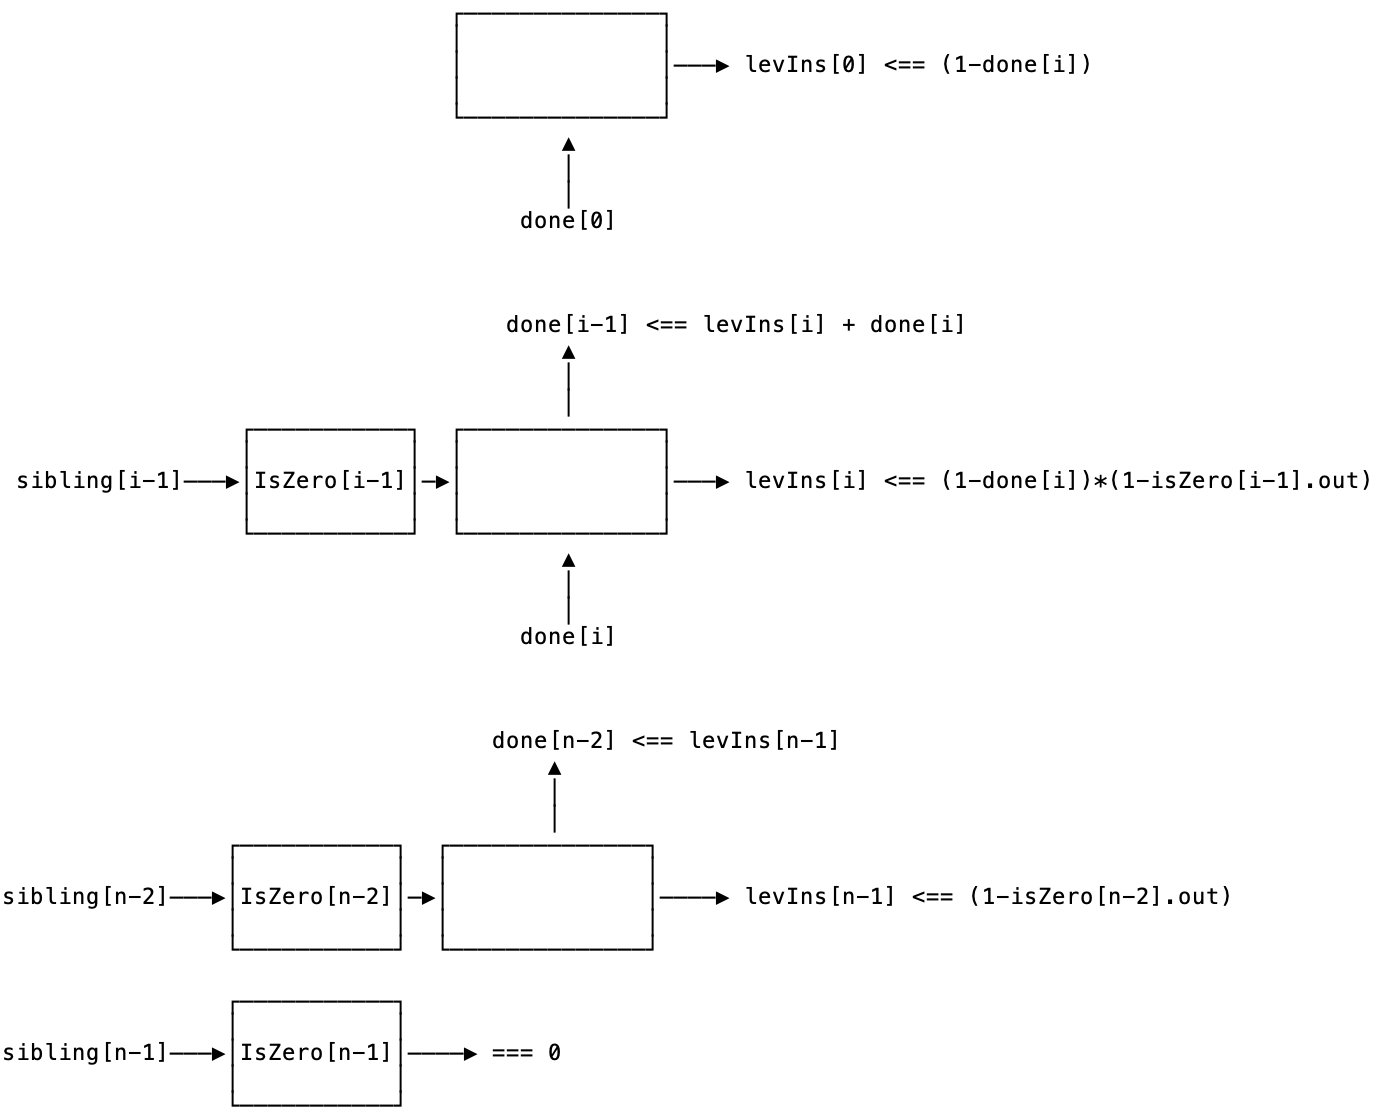 levIns[0] <== (1-done[i])
done[0]
done[i-1] <== levIns[i] + done[i]
sibling[i-1] IsZero[i-1] levIns[i] <== (1-done[i])*(1-isZero[i-1].out)
done[i]
done[n-2] <== levIns[n-1]
sibling[n-2] IsZero[n-2] levIns[n-1] <== (1-isZero[n-2].out)
sibling[n-1] IsZero[n-1] === 0